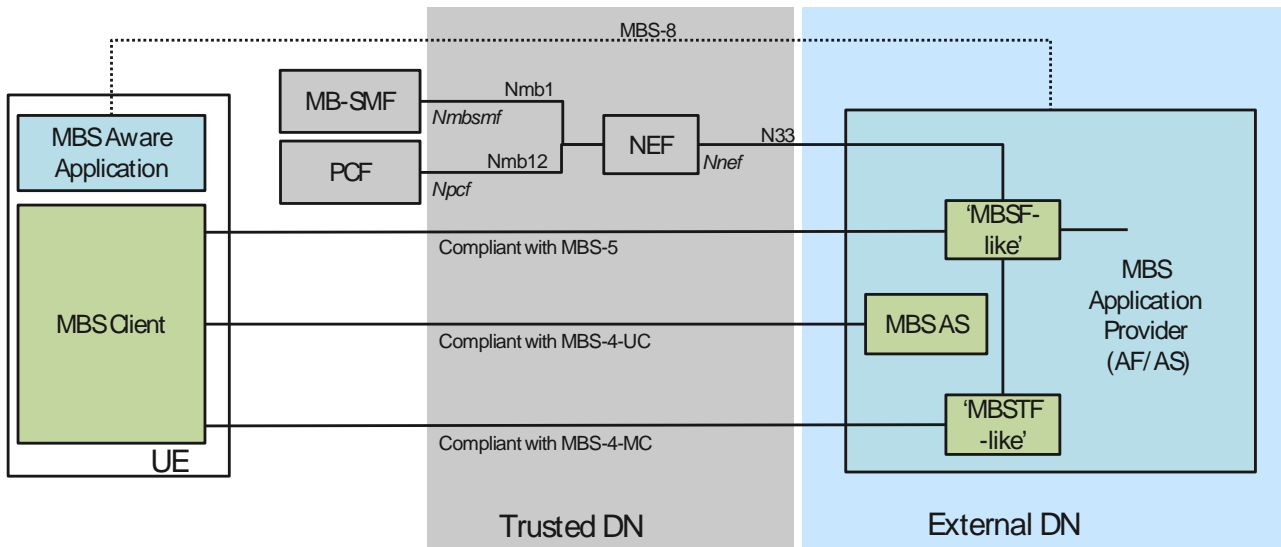 MBS-8
MB-SMF
Nmb1
Nmbsmf
MBS Aware
Application
NEF
N33
Nnef
PCF
Nmb12
Npcf
'MBSF-
like'
Compliant with MBS-5
MBS
Application
Provider
(AF/AS)
MBS Client
MBS AS
Compliant with MBS-4-UC
'MBSTF
-like'
Compliant with MBS-4-MC
UE
Trusted DN
External DN